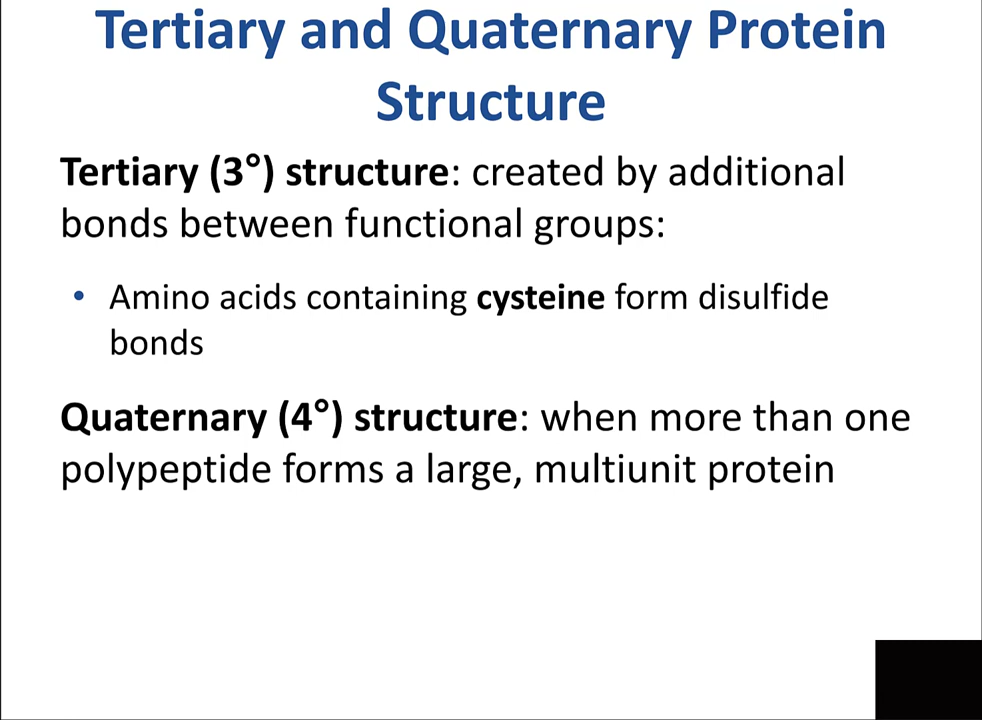 Tertiary and Quaternary Protein
Structure
Tertiary (3°) structure: created by additional
bonds between functional groups:
• Amino acids containing cysteine form disulfide
bonds
Quaternary (4°) structure: when more than one
polypeptide forms a large, multiunit protein